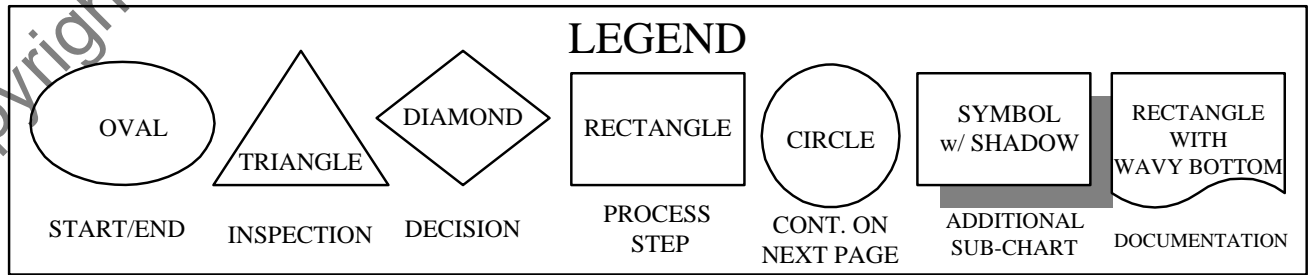 LEGEND
OVAL
TRIANGLE
DIAMOND
RECTANGLE
CIRCLE
SYMBOL
w/ SHADOW
RECTANGLE
WITH
WAVY BOTTOM
START/END
INSPECTION
DECISION
PROCESS
STEP
CONT. ON
NEXT PAGE
ADDITIONAL
SUB-CHART
DOCUMENTATION